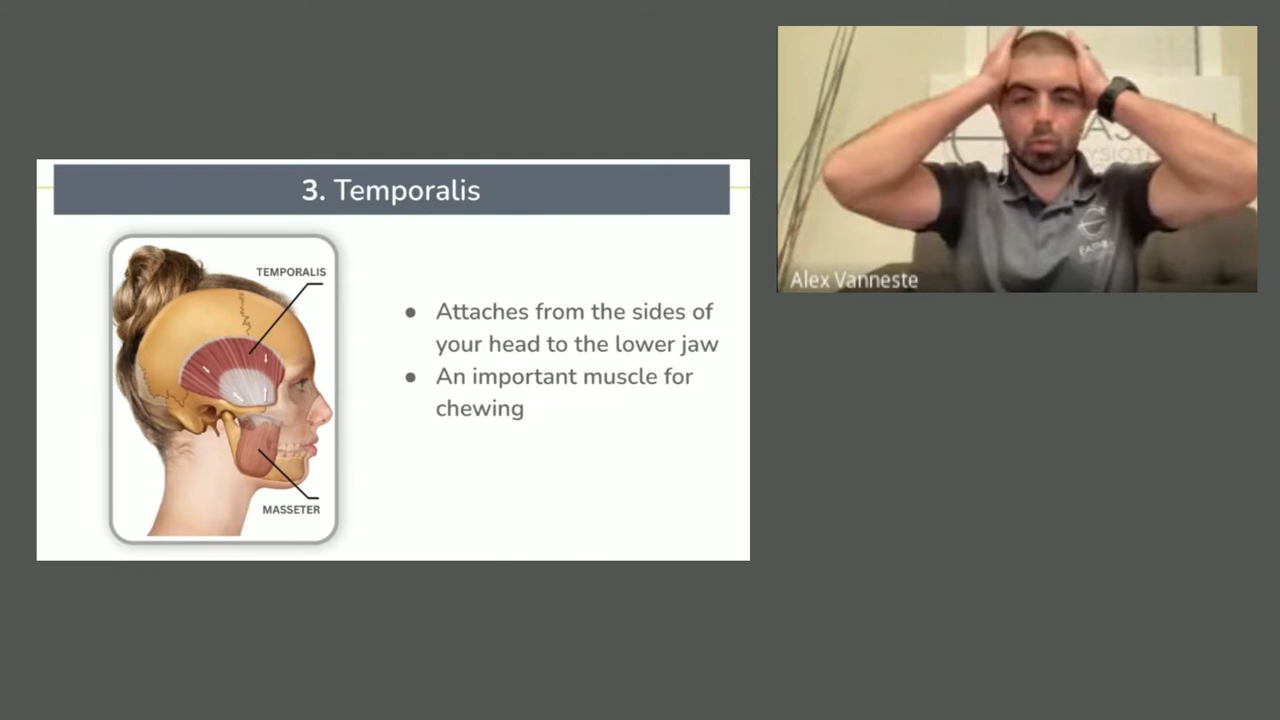 3. Temporalis
TEMPORALIS
● Attaches from the sides of
your head to the lower jaw
● An important muscle for
chewing
MASSETER
Alex Vanneste